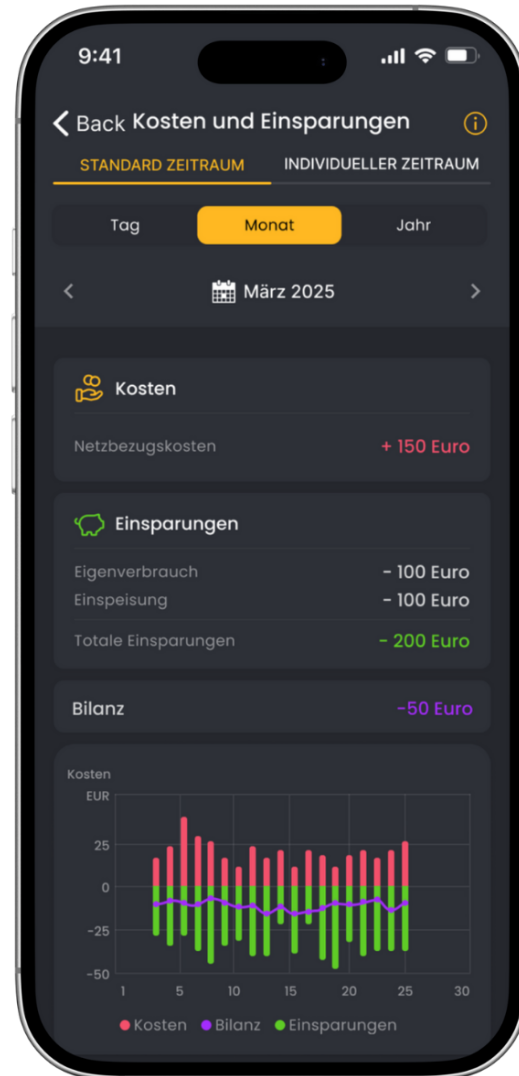 9:41
Back Kosten und Einsparungen
STANDARD ZEITRAUM INDIVIDUELLER ZEITRAUM
Tag Monat Jahr
März 2025
Kosten
Netzbezugskosten + 150 Euro
Einsparungen
Eigenverbrauch - 100 Euro
Einspeisung - 100 Euro
Totale Einsparungen - 200 Euro
Bilanz -50 Euro
Kosten
EUR
25
0
-25
-50
1 5 10 15 20 25 30
Kosten Bilanz Einsparungen